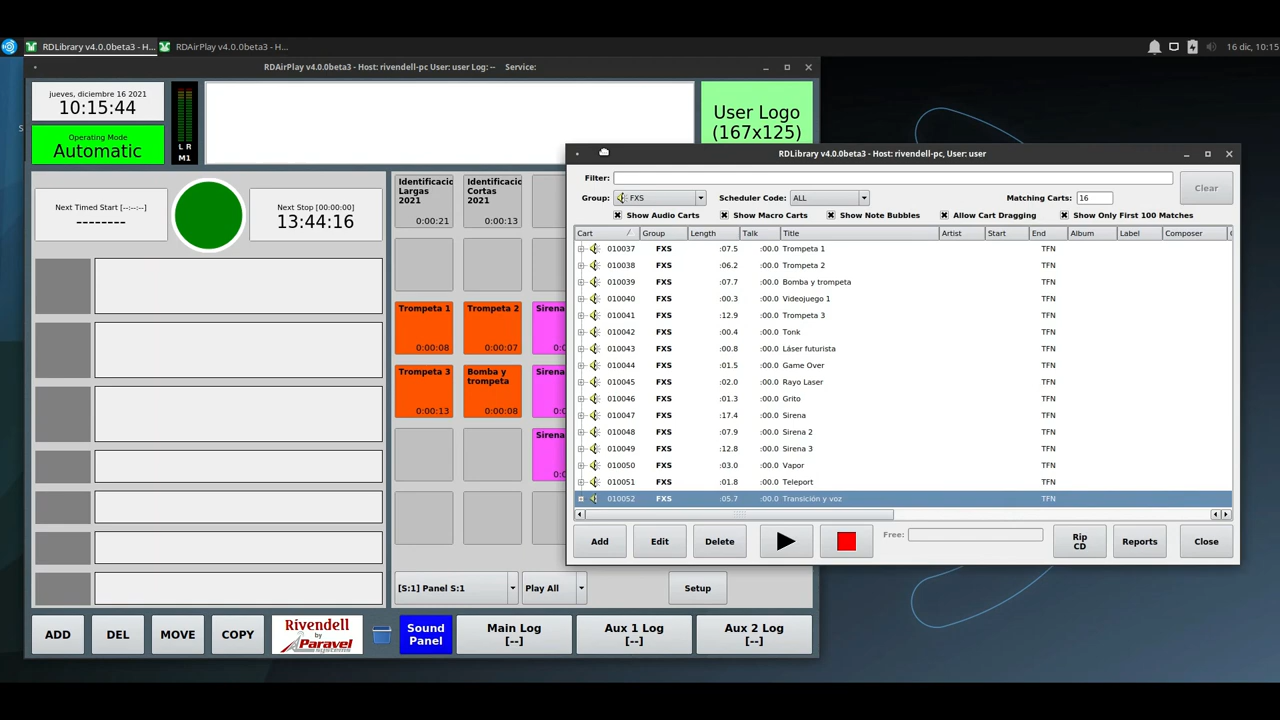 RDLibrary v4.0.0beta3 - H...
RDAirPlay v4.0.0beta3 - H...
16 dic, 10:15
RDAirPlay v4.0.0beta3 - Host: rivendell-pc User: user Log: -- Service:
jueves, diciembre 16 2021
10:15:44
L R
M1
User Logo
(167x125)
Operating Mode
Automatic
Next Timed Start [--:--:--]
--------
Next Stop [00:00:00]
13:44:16
Identificacio
Largas
2021
0:00:21
Identificacio
Cortas
2021
0:00:13
Trompeta 1
0:00:08
Trompeta 2
0:00:07
Sirena
0:0
Trompeta 3
0:00:13
Bomba y
trompeta
0:00:08
Sirena
0:0
Sirena
0:0
[S:1] Panel S:1
Play All
Setup
ADD
DEL
MOVE
COPY
Rivendell
by
Paravel
systems
Sound
Panel
Main Log
[--]
Aux 1 Log
[--]
Aux 2 Log
[--]
RDLibrary v4.0.0beta3 - Host: rivendell-pc, User: user
Filter:
Clear
Group: FXS
Scheduler Code: ALL
Matching Carts: 16
Show Audio Carts
Show Macro Carts
Show Note Bubbles
Allow Cart Dragging
Show Only First 100 Matches
Cart Group Length Talk Title Artist Start End Album Label Composer
010037 FXS :07.5 :00.0 Trompeta 1 TFN
010038 FXS :06.2 :00.0 Trompeta 2 TFN
010039 FXS :07.7 :00.0 Bomba y trompeta TFN
010040 FXS :00.3 :00.0 Videojuego 1 TFN
010041 FXS :12.9 :00.0 Trompeta 3 TFN
010042 FXS :00.4 :00.0 Tonk TFN
010043 FXS :00.8 :00.0 Láser futurista TFN
010044 FXS :01.5 :00.0 Game Over TFN
010045 FXS :02.0 :00.0 Rayo Laser TFN
010046 FXS :01.3 :00.0 Grito TFN
010047 FXS :17.4 :00.0 Sirena TFN
010048 FXS :07.9 :00.0 Sirena 2 TFN
010049 FXS :12.8 :00.0 Sirena 3 TFN
010050 FXS :03.0 :00.0 Vapor TFN
010051 FXS :01.8 :00.0 Teleport TFN
010052 FXS :05.7 :00.0 Transición y voz TFN
Add
Edit
Delete
Free:
Rip
CD
Reports
Close